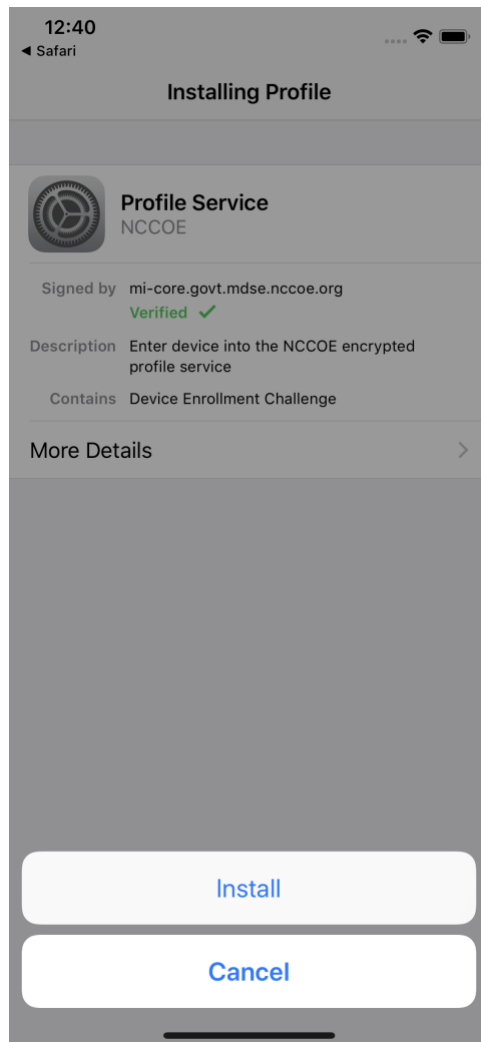 12:40
◀ Safari
Installing Profile
Profile Service
NCCOE
Signed by mi-core.govt.mdse.nccoe.org
Verified ✓
Description Enter device into the NCCOE encrypted
profile service
Contains Device Enrollment Challenge
More Details
Install
Cancel